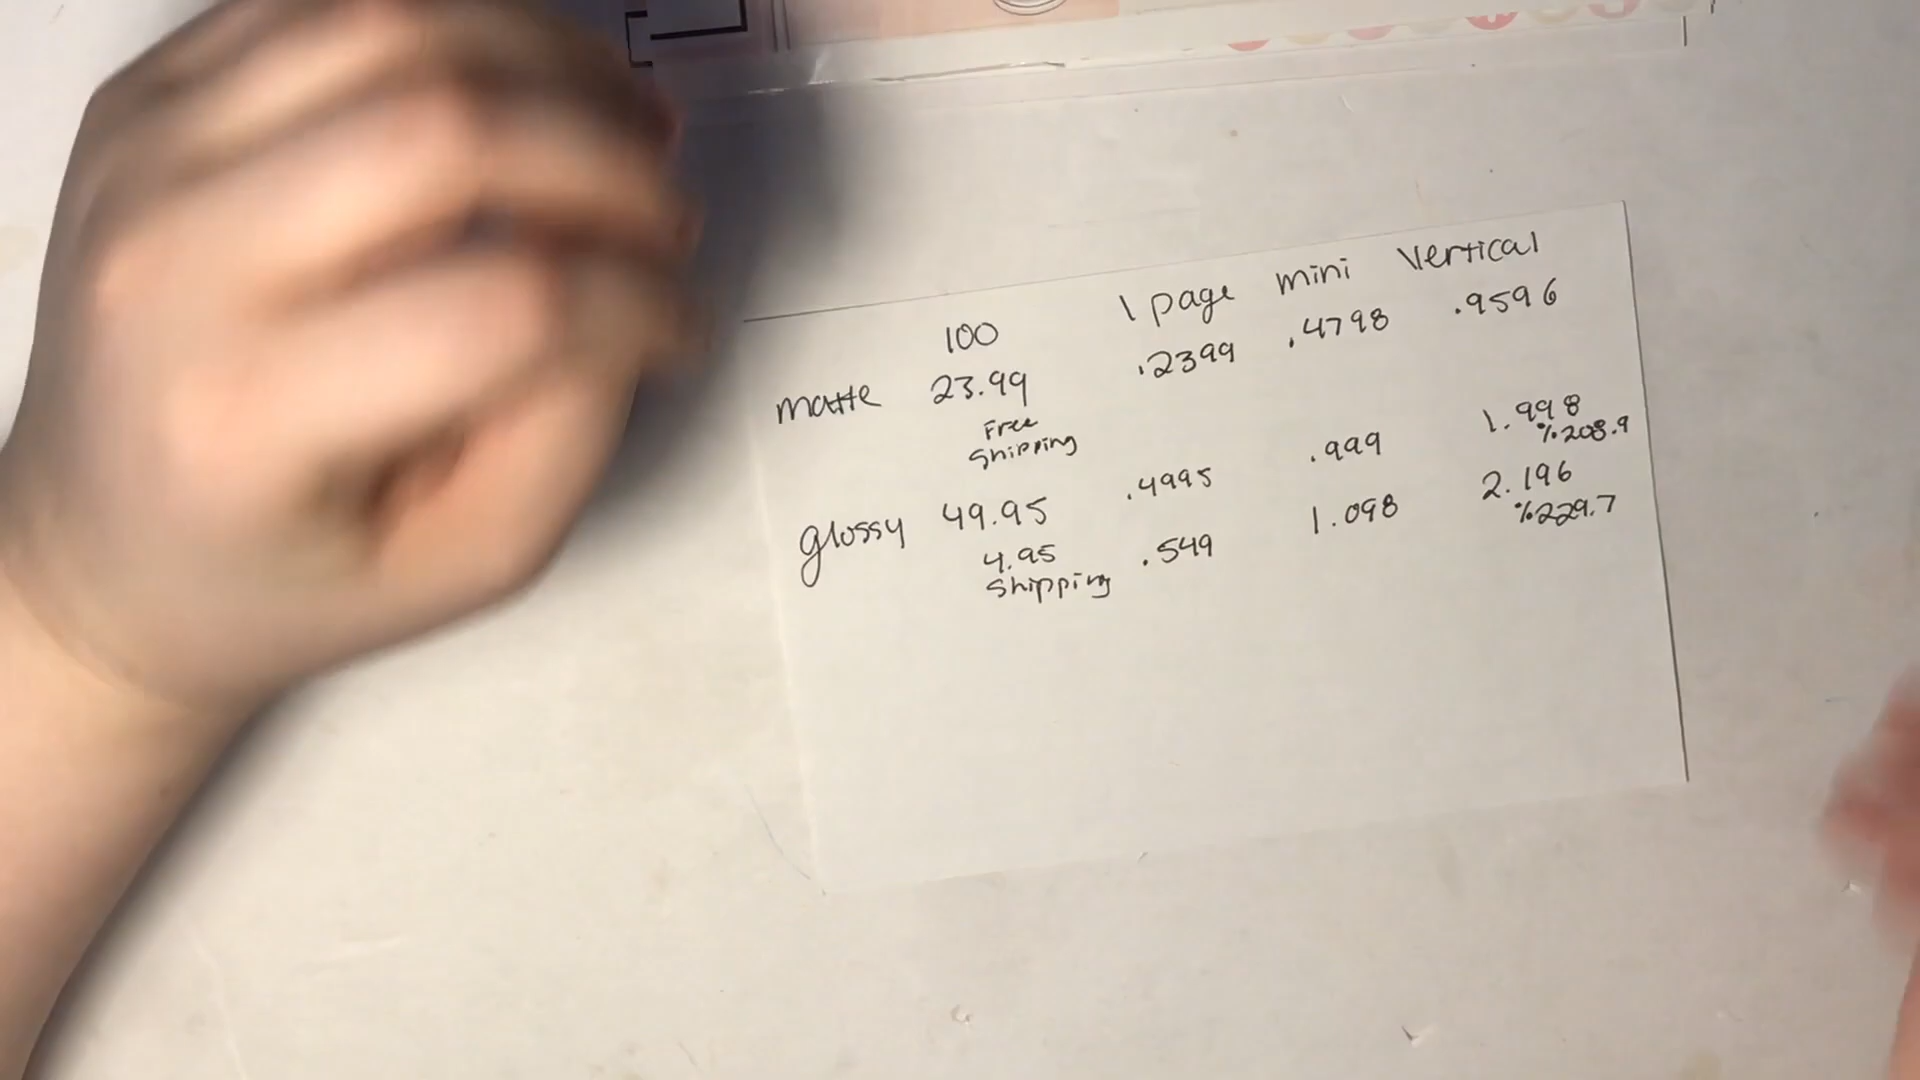 100 1 page mini Vertical
matte 23.99 .2399 .4798 .9596
Free
Shipping
glossy 49.95 .4995 .999 1.998
%208.9
4.95 .549 1.098 2.196
Shipping %229.7